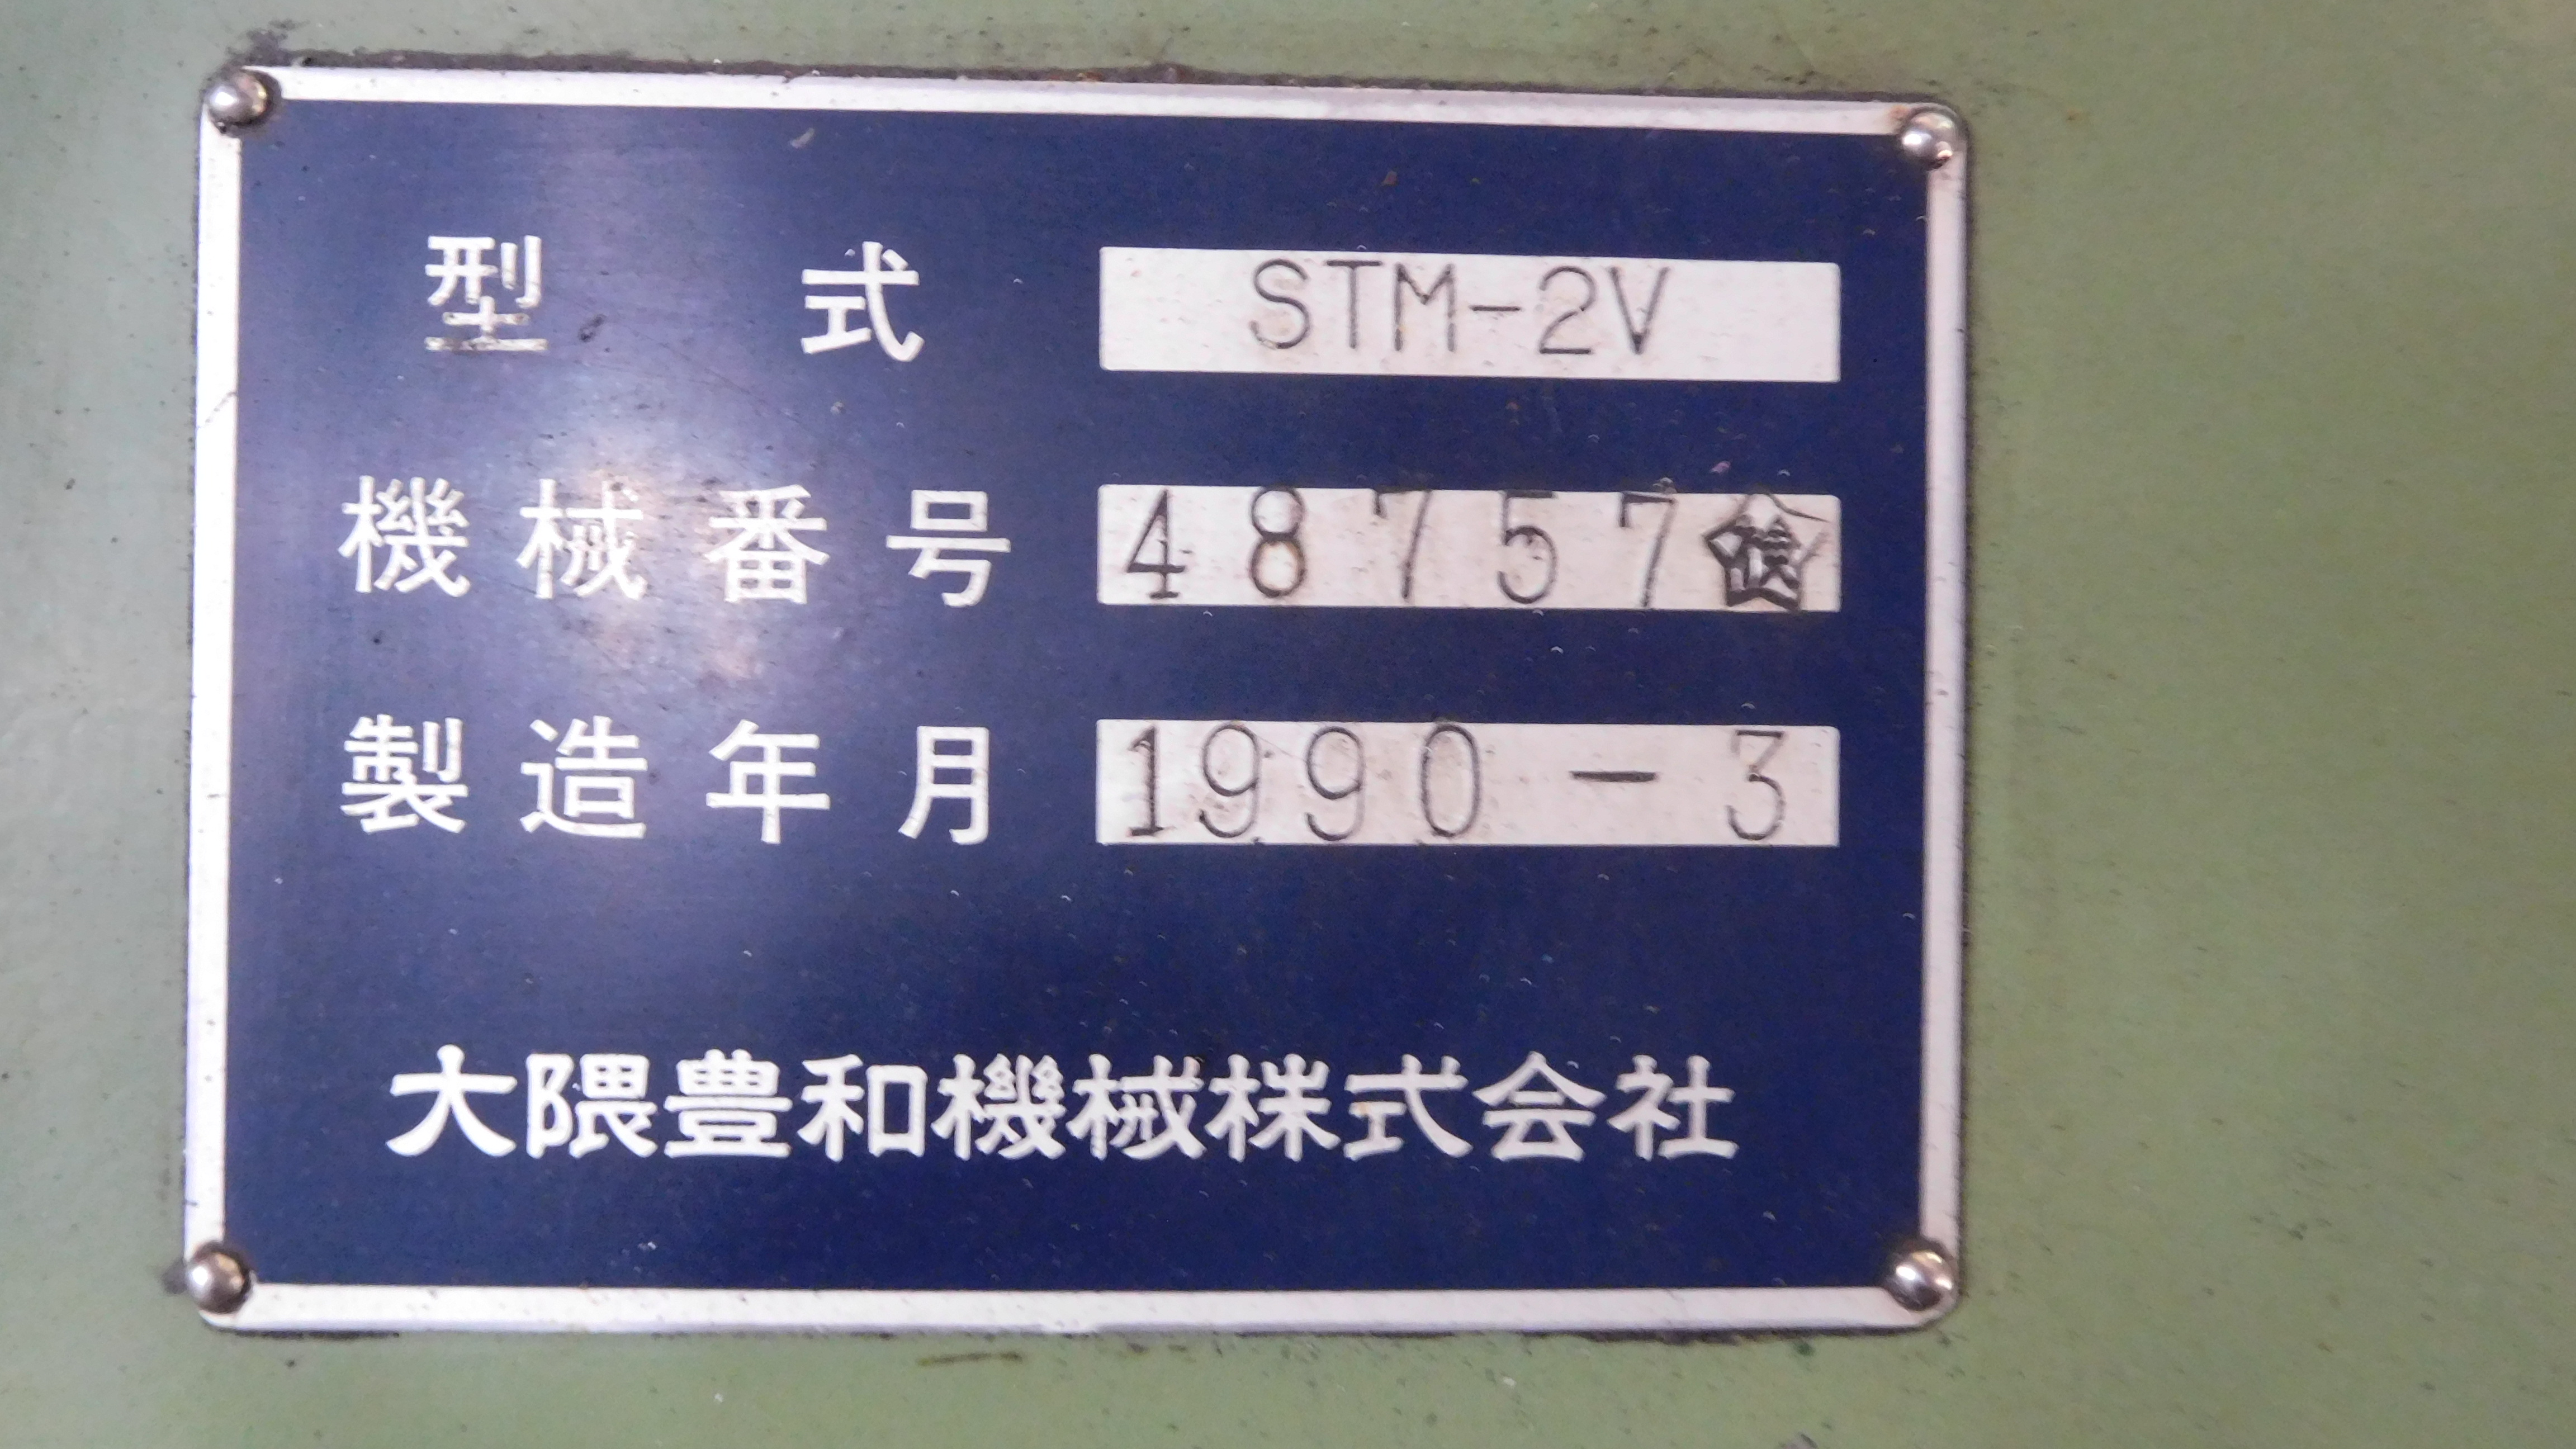 型式 STM-2V
機械番号 48757
製造年月 1990-3
大隈豊和機械株式会社